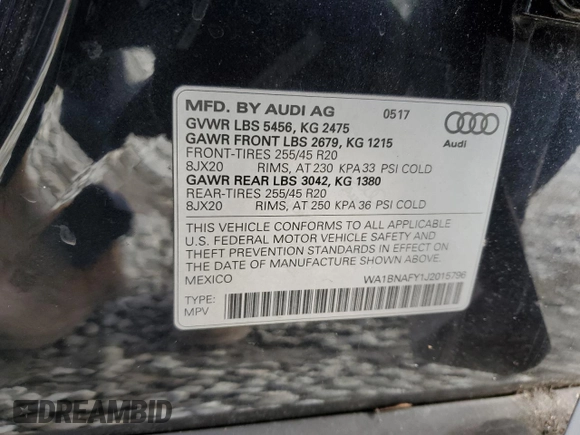 MFD. BY AUDI AG 0517
GVWR LBS 5456, KG 2475
GAWR FRONT LBS 2679, KG 1215
FRONT-TIRES 255/45 R20
8JX20 RIMS, AT 230 KPA 33 PSI COLD
GAWR REAR LBS 3042, KG 1380
REAR-TIRES 255/45 R20
8JX20 RIMS, AT 250 KPA 36 PSI COLD
Audi
THIS VEHICLE CONFORMS TO ALL APPLICABLE
U.S. FEDERAL MOTOR VEHICLE SAFETY AND
THEFT PREVENTION STANDARDS IN EFFECT ON
THE DATE OF MANUFACTURE SHOWN ABOVE.
MEXICO WA1BNAFY1J2015796
TYPE:
MPV
DREAMBID